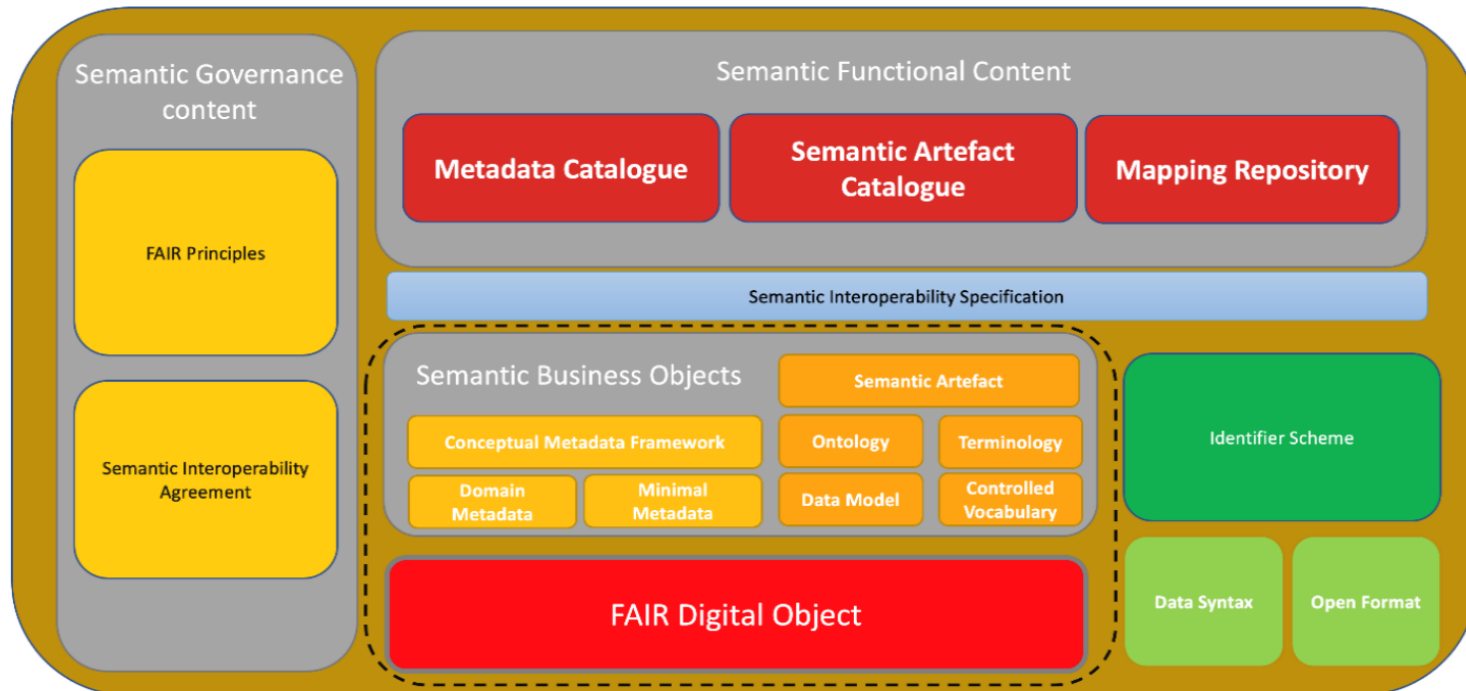 Semantic Governance
content
FAIR Principles
Semantic Interoperability
Agreement
Semantic Functional Content
Metadata Catalogue
Semantic Artefact
Catalogue
Mapping Repository
Semantic Interoperability Specification
Semantic Business Objects
Conceptual Metadata Framework
Domain
Metadata
Minimal
Metadata
Semantic Artefact
Ontology
Terminology
Data Model
Controlled
Vocabulary
FAIR Digital Object
Identifier Scheme
Data Syntax
Open Format